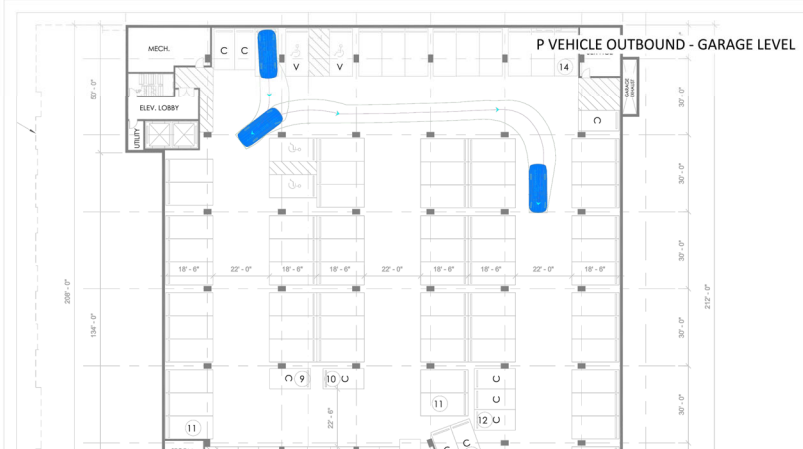 P VEHICLE OUTBOUND - GARAGE LEVEL
MECH.
C C
V V
14
GARAGE
EXHAUST
ELEV. LOBBY
UTILITY
C
30' - 0"
30' - 0"
30' - 0"
30' - 0"
30' - 0"
18' - 6" 22' - 0" 18' - 6" 18' - 6" 22' - 0" 18' - 6" 18' - 6" 22' - 0" 18' - 6"
208' - 0"
134' - 0"
212' - 0"
C 9 10 C
C
11
C
12 C
22' - 6"
11
C
C